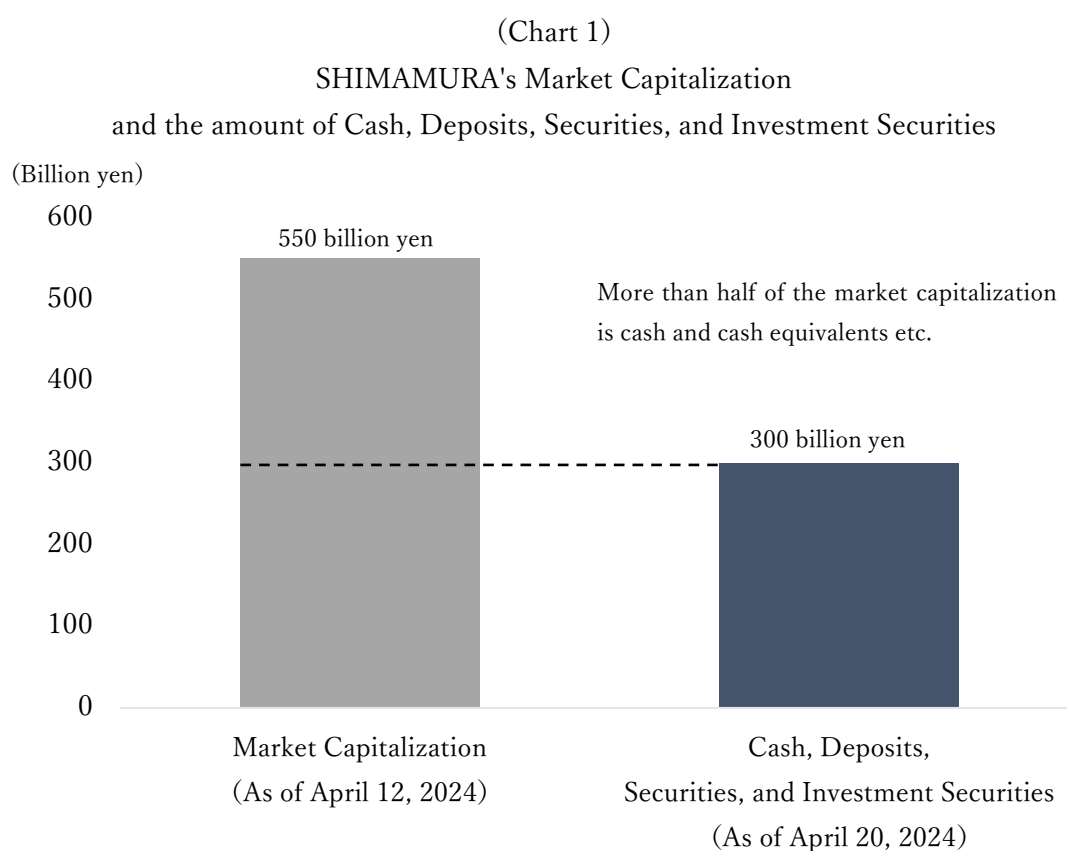 (Chart 1)
SHIMAMURA's Market Capitalization
and the amount of Cash, Deposits, Securities, and Investment Securities
(Billion yen)
600
550 billion yen
500
More than half of the market capitalization
is cash and cash equivalents etc.
400
300 billion yen
300
200
100
0
Market Capitalization
(As of April 12, 2024)
Cash, Deposits,
Securities, and Investment Securities
(As of April 20, 2024)